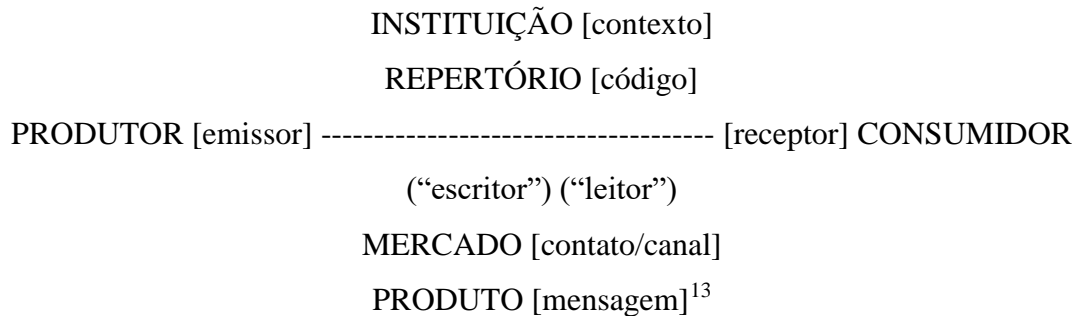 INSTITUIÇÃO [contexto]
REPERTÓRIO [código]
PRODUTOR [emissor] ------------------------------------- [receptor] CONSUMIDOR
(“escritor”) (“leitor”)
MERCADO [contato/canal]
PRODUTO [mensagem]13